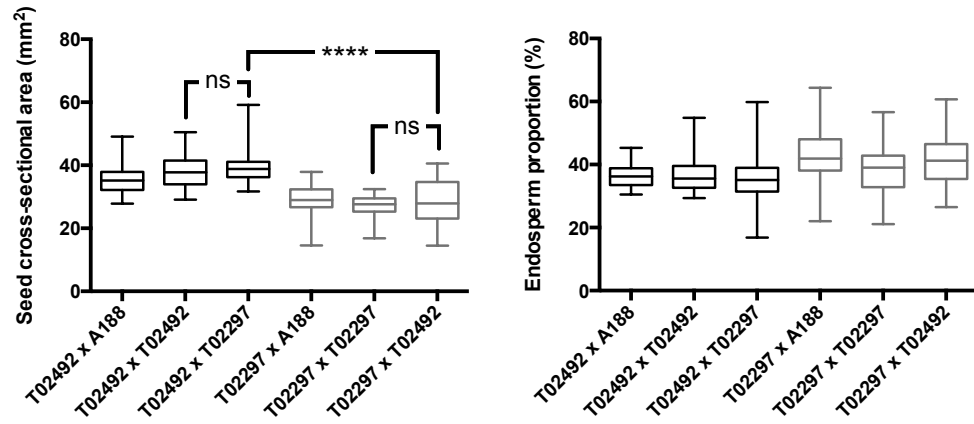 Seed cross-sectional area (mm²)
80
60
40
20
0
ns
****
ns
T02492 x A188
T02492 x T02492
T02492 x T02297
T02297 x A188
T02297 x T02297
T02297 x T02492
Endosperm proportion (%)
80
60
40
20
0
T02492 x A188
T02492 x T02492
T02492 x T02297
T02297 x A188
T02297 x T02297
T02297 x T02492